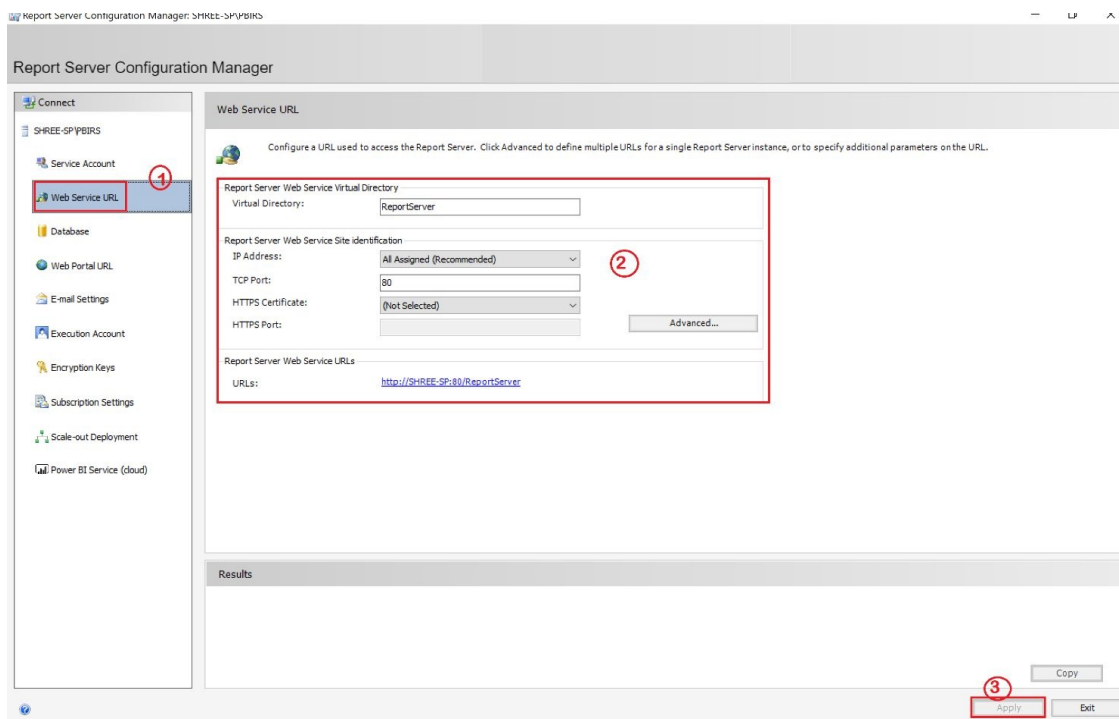 Report Server Configuration Manager: SHREE-SP\PBIRS
Report Server Configuration Manager
Connect
SHREE-SP\PBIRS
Service Account
1
Web Service URL
Database
Web Portal URL
E-mail Settings
Execution Account
Encryption Keys
Subscription Settings
Scale-out Deployment
Power BI Service (cloud)
Web Service URL
Configure a URL used to access the Report Server. Click Advanced to define multiple URLs for a single Report Server instance, or to specify additional parameters on the URL.
Report Server Web Service Virtual Directory
Virtual Directory: ReportServer
Report Server Web Service Site identification
IP Address: All Assigned (Recommended)
2
TCP Port: 80
HTTPS Certificate: (Not Selected)
HTTPS Port: Advanced...
Report Server Web Service URLs
URLs: http://SHREE-SP:80/ReportServer
Results
Copy
3
Apply Exit